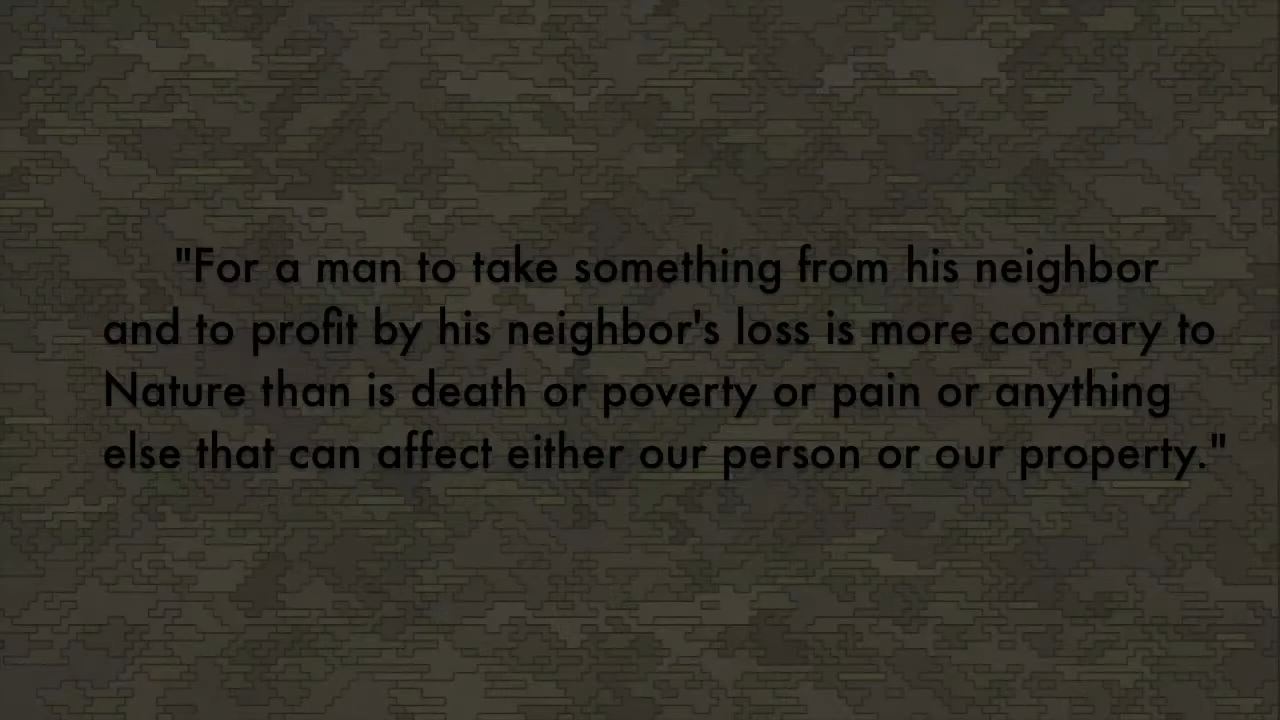 "For a man to take something from his neighbor
and to profit by his neighbor's loss is more contrary to
Nature than is death or poverty or pain or anything
else that can affect either our person or our property."